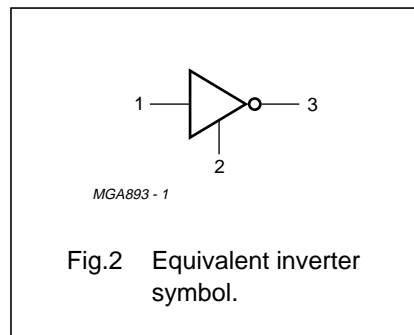 1
3
2
MGA893 - 1
Fig.2 Equivalent inverter
symbol.